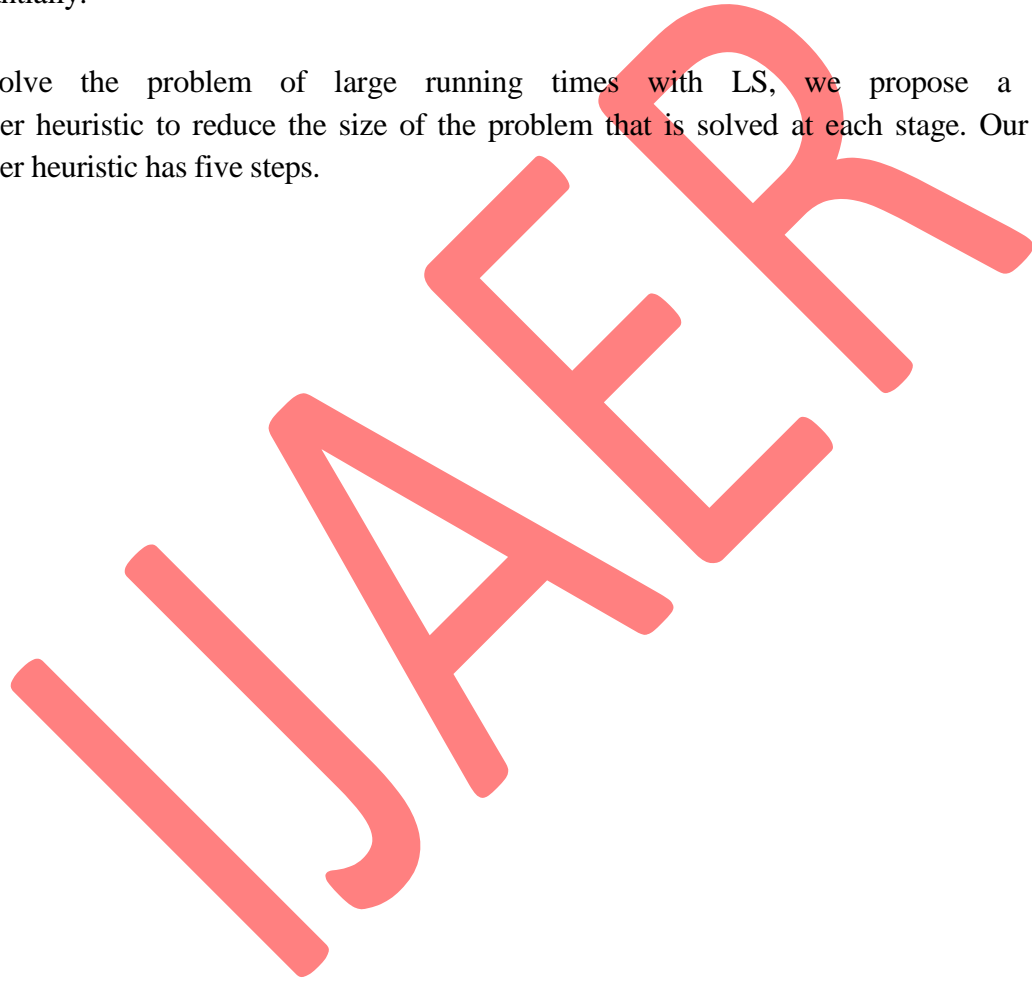 ntially.
olve the problem of large running times with LS, we propose a
er heuristic to reduce the size of the problem that is solved at each stage. Our
er heuristic has five steps.
IJAER